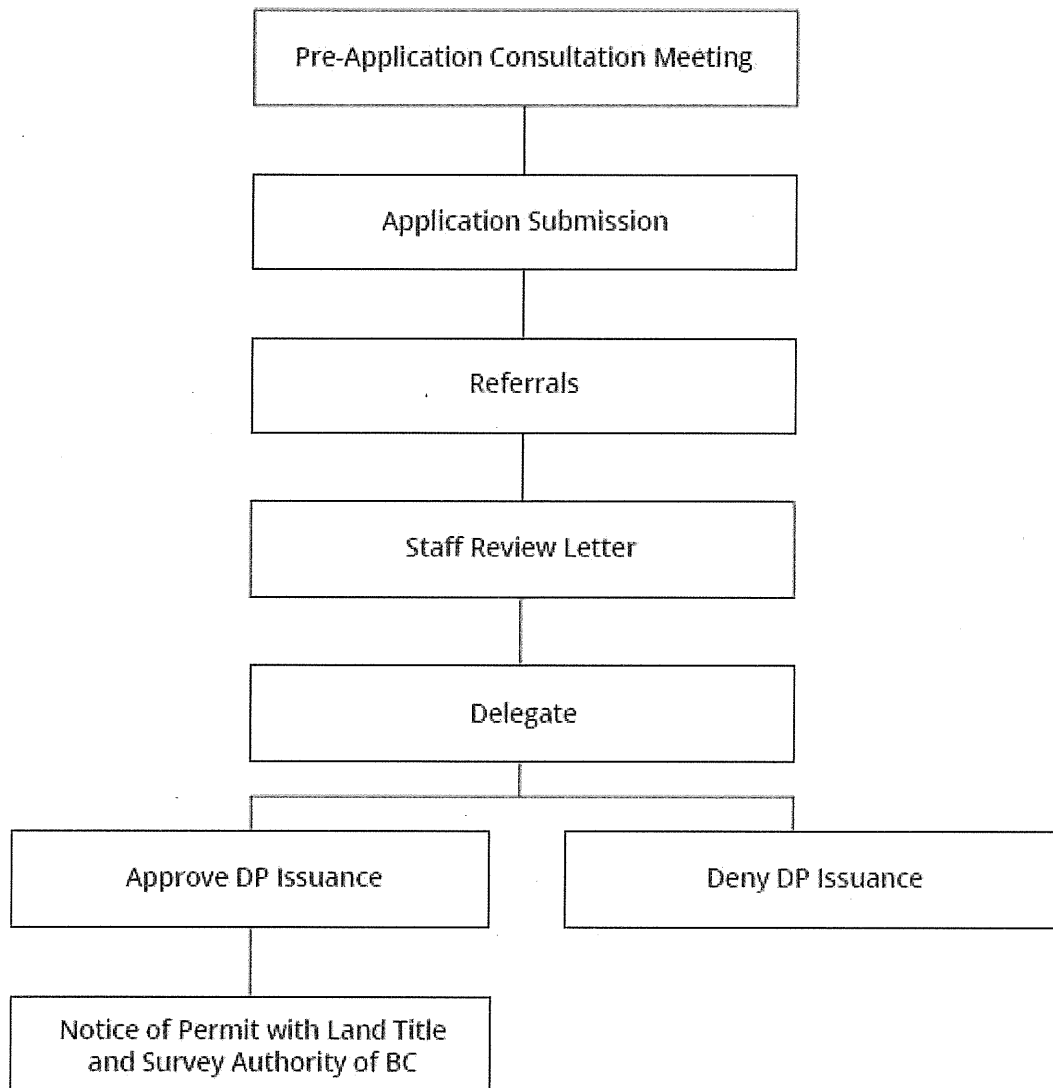 Pre-Application Consultation Meeting
Application Submission
Referrals
Staff Review Letter
Delegate
Approve DP Issuance
Deny DP Issuance
Notice of Permit with Land Title
and Survey Authority of BC